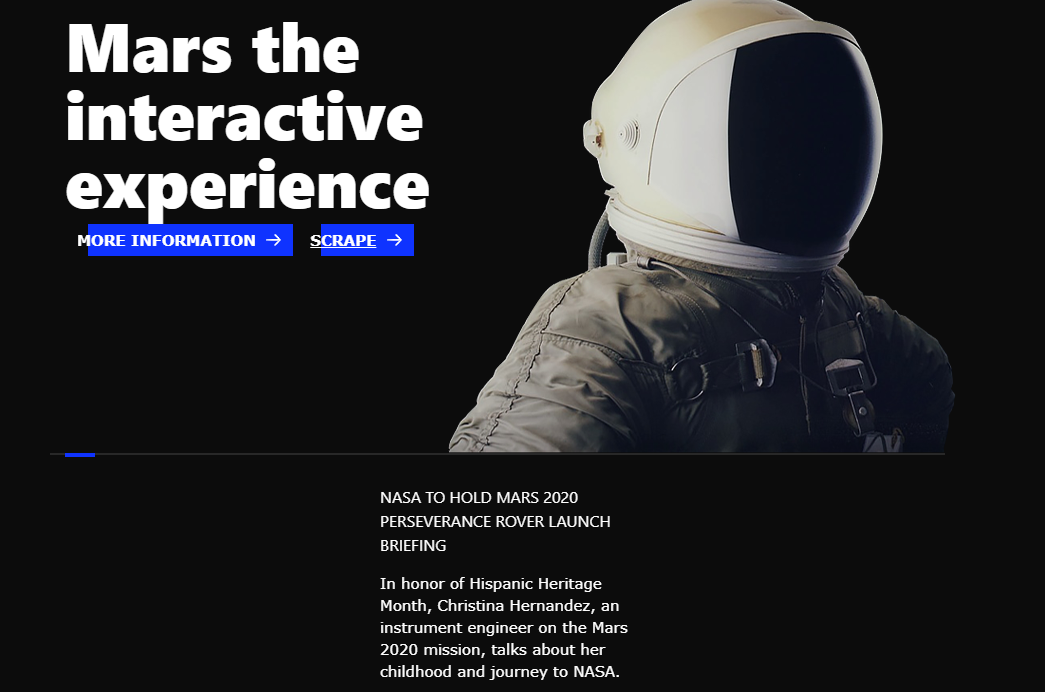 Mars the
interactive
experience
MORE INFORMATION →
SCRAPE →
NASA TO HOLD MARS 2020
PERSEVERANCE ROVER LAUNCH
BRIEFING
In honor of Hispanic Heritage
Month, Christina Hernandez, an
instrument engineer on the Mars
2020 mission, talks about her
childhood and journey to NASA.